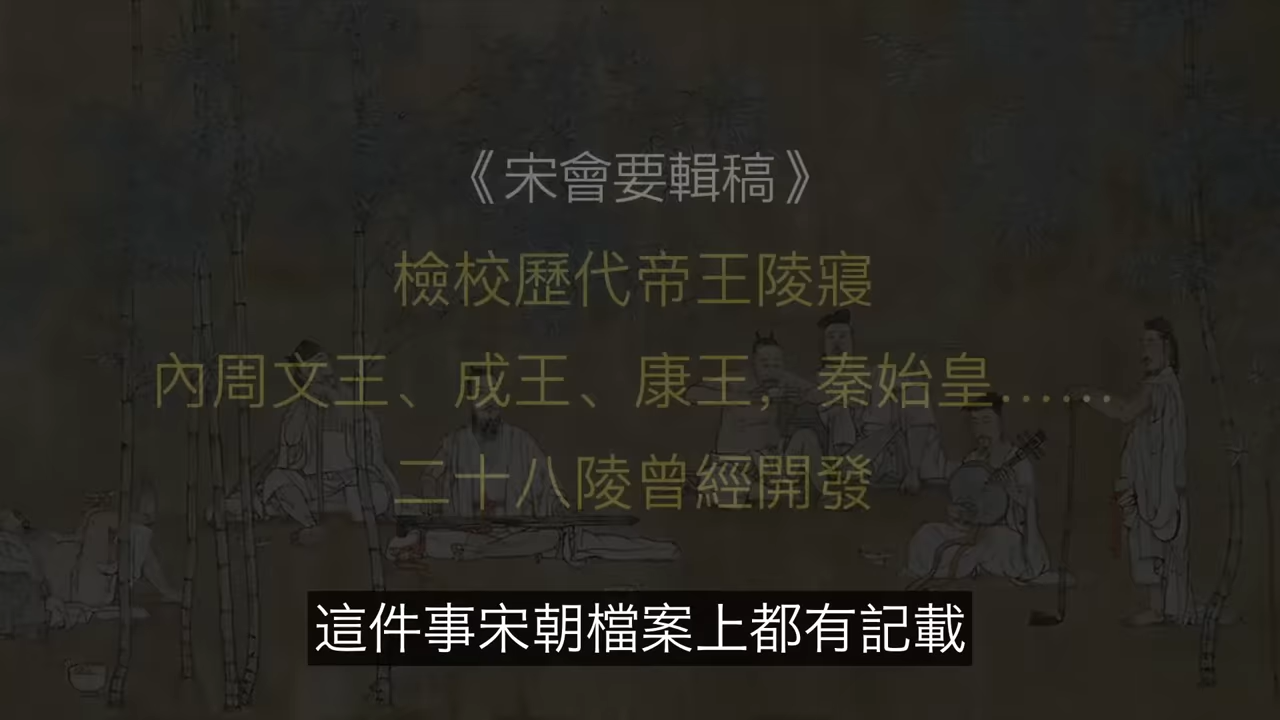 《宋會要輯稿》
檢校歷代帝王陵寢
內周文王、成王、康王，秦始皇……
二十八陵曾經開發
這件事宋朝檔案上都有記載